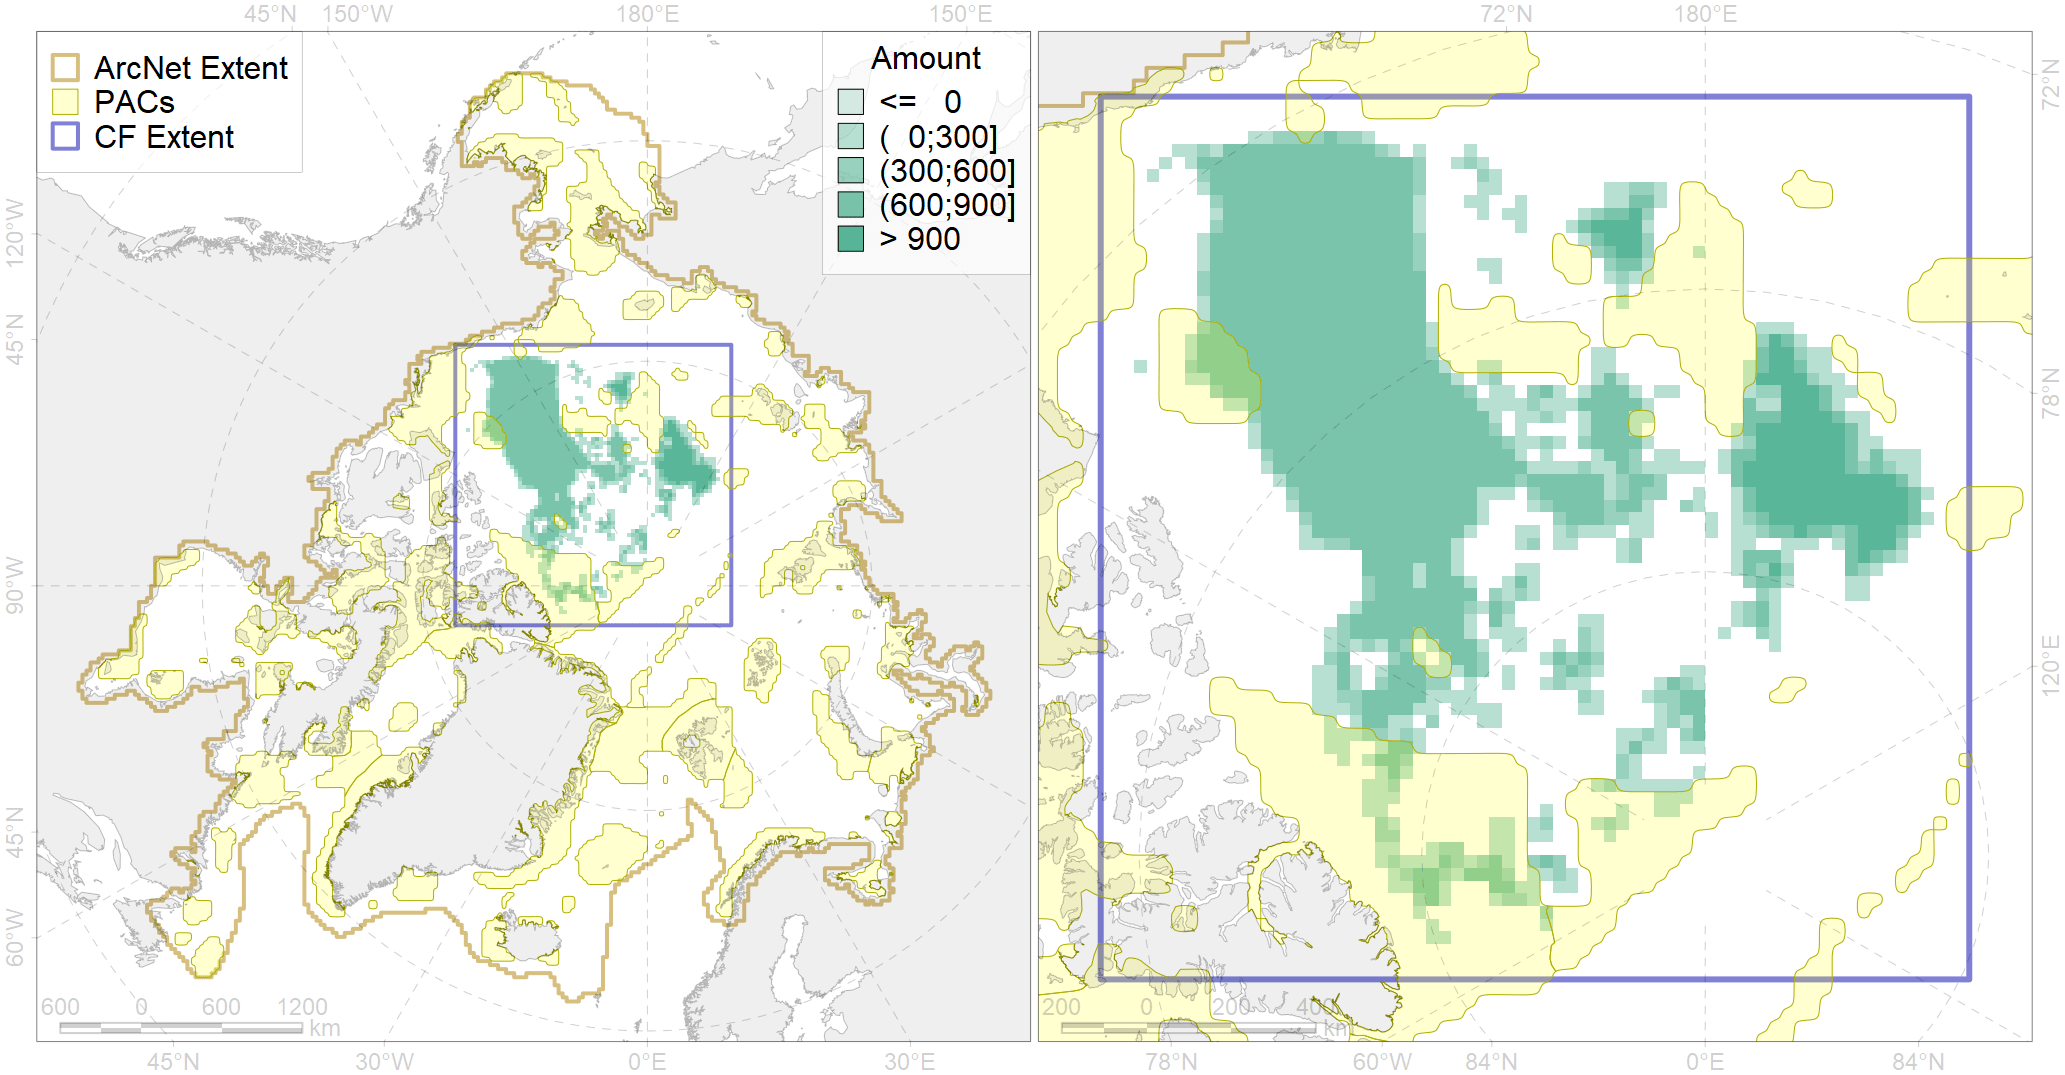 45°N 150°W 180°E 150°E 72°N 180°E
ArcNet Extent
PACs
CF Extent
Amount
<= 0
( 0;300]
(300;600]
(600;900]
> 900
120°W
45°N
90°W
45°N
60°W
72°N
78°N
120°E
600 0 600 1200
km
200 0 200 400
km
45°N 30°W 0°E 30°E 78°N 60°W 84°N 0°E 84°N